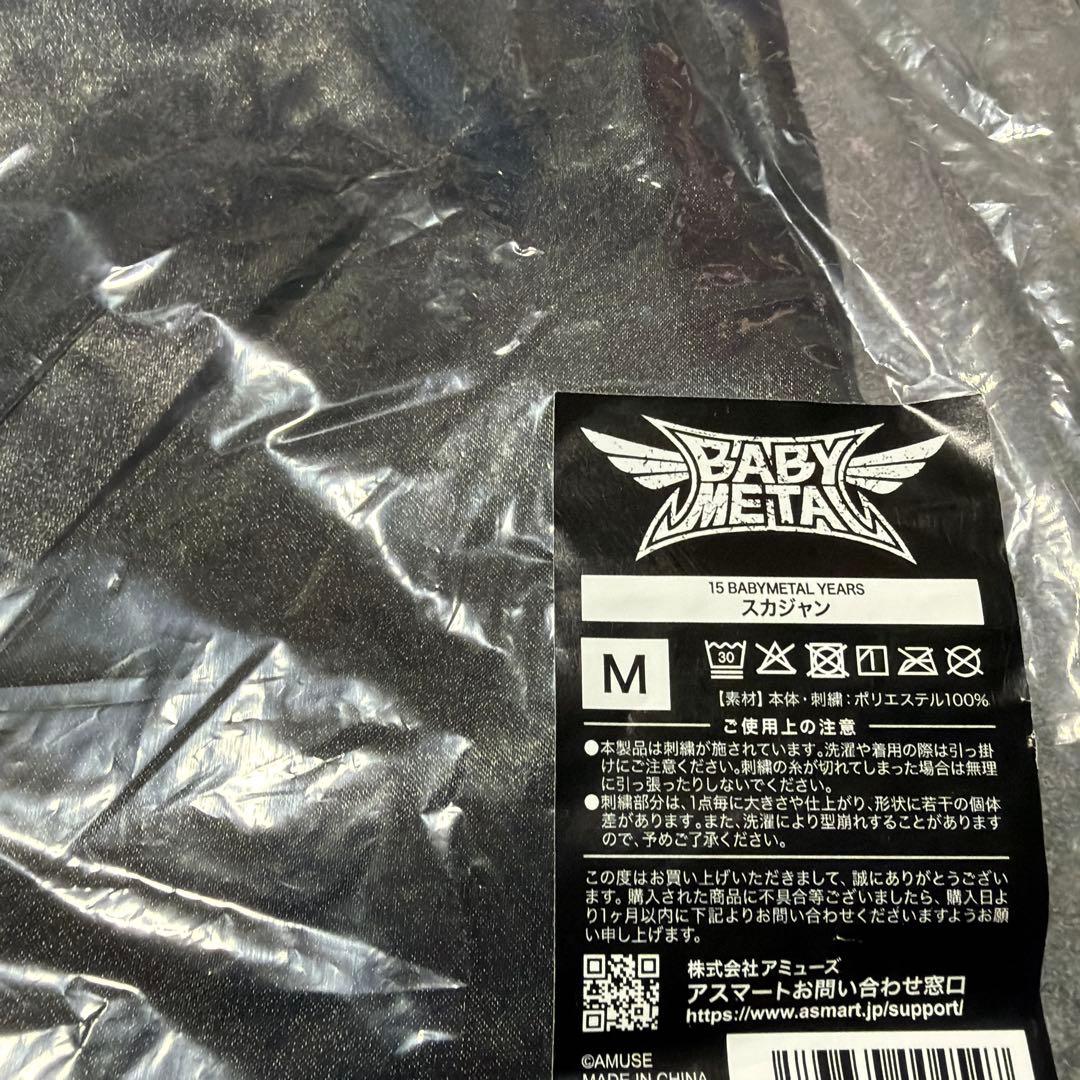 BABY
METAL
15 BABYMETAL YEARS
スカジャン
M
30
【素材】本体・刺繍:ポリエステル100%
ご使用上の注意
●本製品は刺繍が施されています。洗濯や着用の際は引っ掛
けにご注意ください。刺繍の糸が切れてしまった場合は無理
に引っ張ったりしないでください。
●刺繍部分は、1点毎に大きさや仕上がり、形状に若干の個体
差があります。また、洗濯により型崩れすることがあります
ので、予めご了承ください。
この度はお買い上げいただきまして、誠にありがとうござい
ます。購入された商品に不具合等ございましたら、購入日よ
り1ヶ月以内に下記よりお問い合わせくださいますようお願
い申し上げます。
株式会社アミューズ
アスマートお問い合わせ窓口
https://www.asmart.jp/support/
©AMUSE
MADE IN CHINA